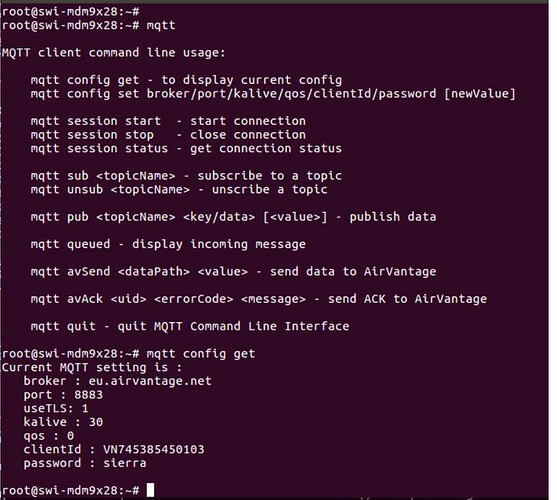 root@swi-mdm9x28:~#
root@swi-mdm9x28:~# mqtt
MQTT client command line usage:
mqtt config get - to display current config
mqtt config set broker/port/kalive/qos/clientId/password [newValue]
mqtt session start  - start connection
mqtt session stop   - close connection
mqtt session status - get connection status
mqtt sub <topicName> - subscribe to a topic
mqtt unsub <topicName> - unscribe a topic
mqtt pub <topicName> <key/data> [<value>] - publish data
mqtt queued - display incoming message
mqtt avSend <dataPath> <value> - send data to AirVantage
mqtt avAck <uid> <errorCode> <message> - send ACK to AirVantage
mqtt quit - quit MQTT Command Line Interface
root@swi-mdm9x28:~# mqtt config get
Current MQTT setting is :
broker : eu.airvantage.net
port : 8883
useTLS: 1
kalive : 30
qos : 0
clientId : VN745385450103
password : sierra
root@swi-mdm9x28:~#